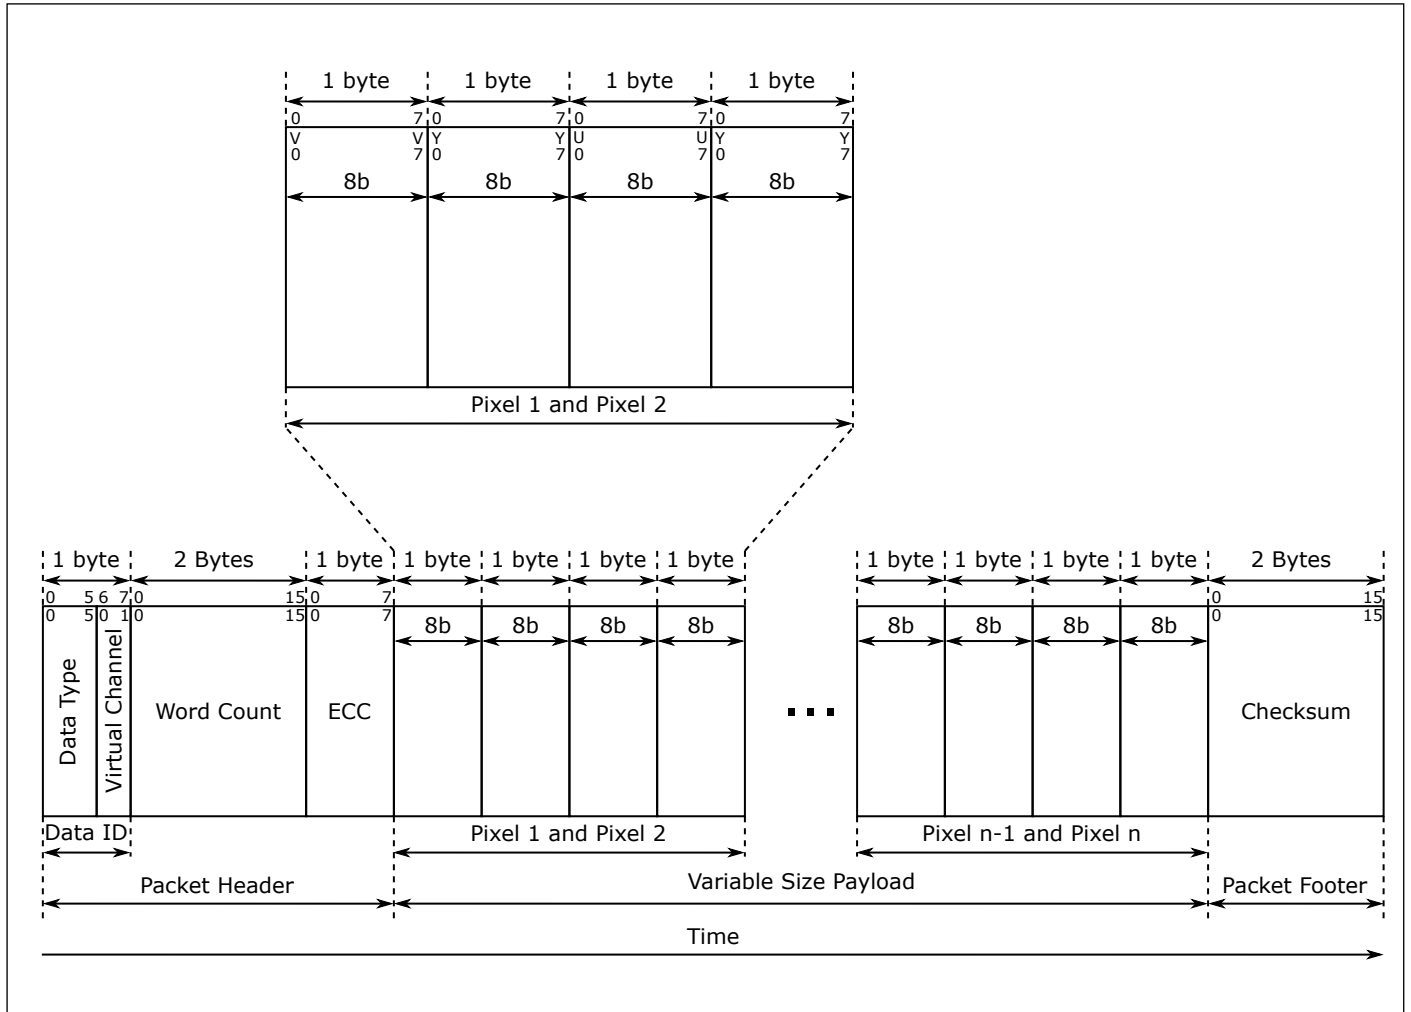 1 byte 1 byte 1 byte 1 byte
0 7 0 7 0 7 0 7
V V Y Y U U Y Y
0 7 0 7 0 7 0 7
8b 8b 8b 8b
Pixel 1 and Pixel 2
1 byte 2 Bytes 1 byte 1 byte 1 byte 1 byte 1 byte 1 byte 1 byte 1 byte 1 byte 2 Bytes
0 5 6 7 0 15 0 7 0 15
0 5 0 1 0 15 0 7 0 15
8b 8b 8b 8b 8b 8b 8b 8b
Data Type Virtual Channel Word Count ECC ... Checksum
Data ID Pixel 1 and Pixel 2 Pixel n-1 and Pixel n
Packet Header Variable Size Payload Packet Footer
Time